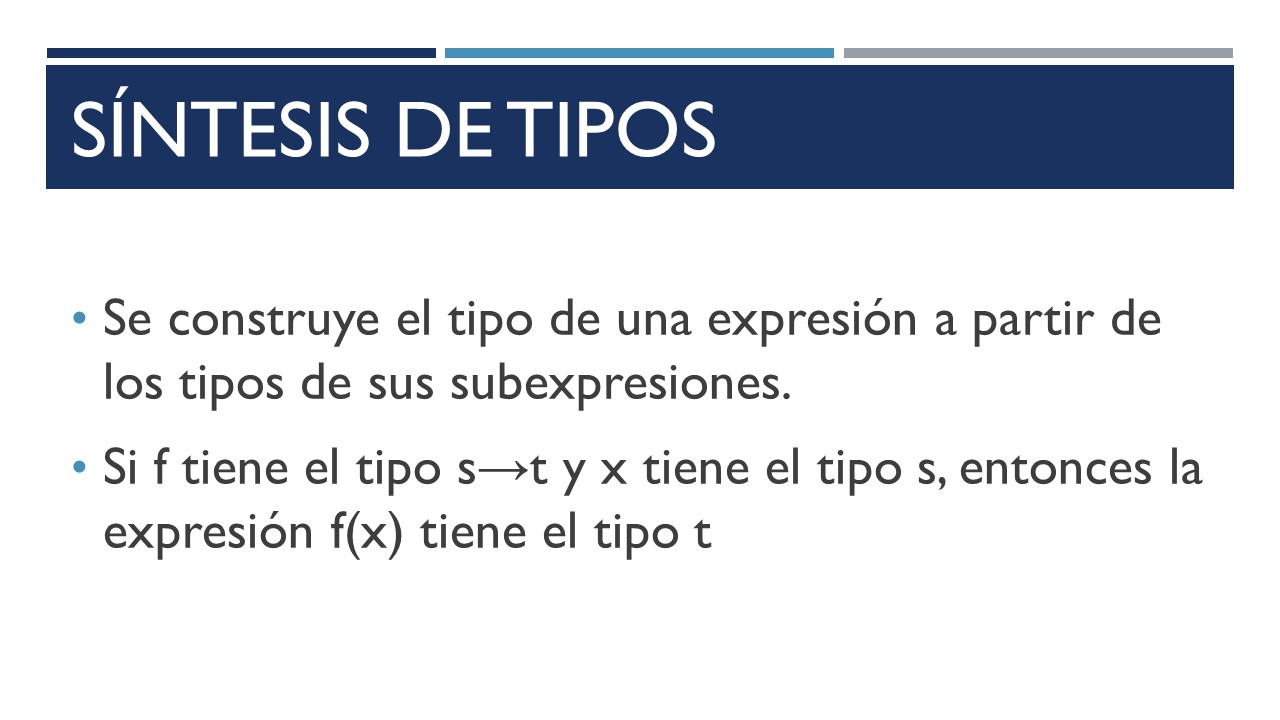 SÍNTESIS DE TIPOS
• Se construye el tipo de una expresión a partir de
los tipos de sus subexpresiones.
• Si f tiene el tipo s→t y x tiene el tipo s, entonces la
expresión f(x) tiene el tipo t